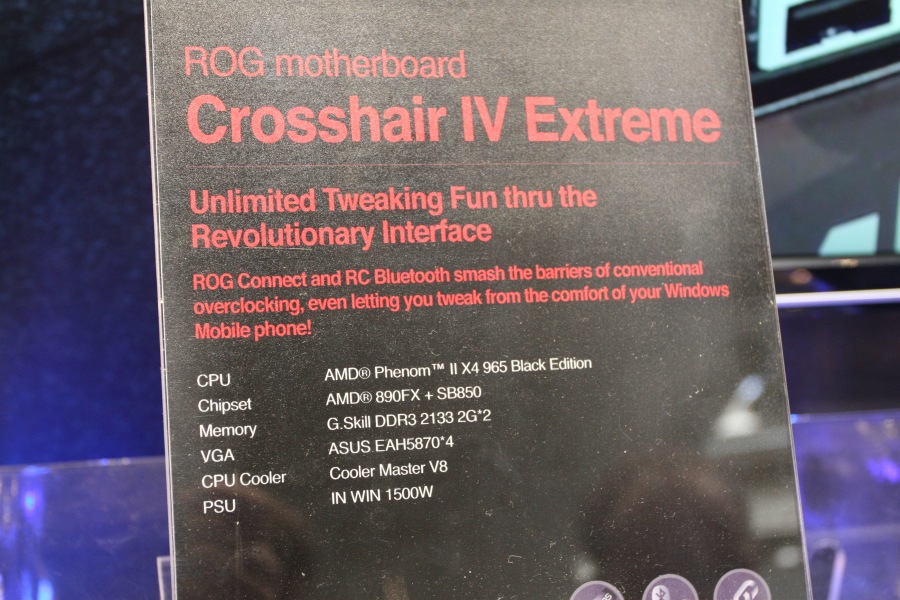 ROG motherboard
Crosshair IV Extreme
Unlimited Tweaking Fun thru the
Revolutionary Interface
ROG Connect and RC Bluetooth smash the barriers of conventional
overclocking, even letting you tweak from the comfort of your Windows
Mobile phone!
CPU AMD® Phenom™ II X4 965 Black Edition
Chipset AMD® 890FX + SB850
Memory G.Skill DDR3 2133 2G*2
VGA ASUS EAH5870*4
CPU Cooler Cooler Master V8
PSU IN WIN 1500W